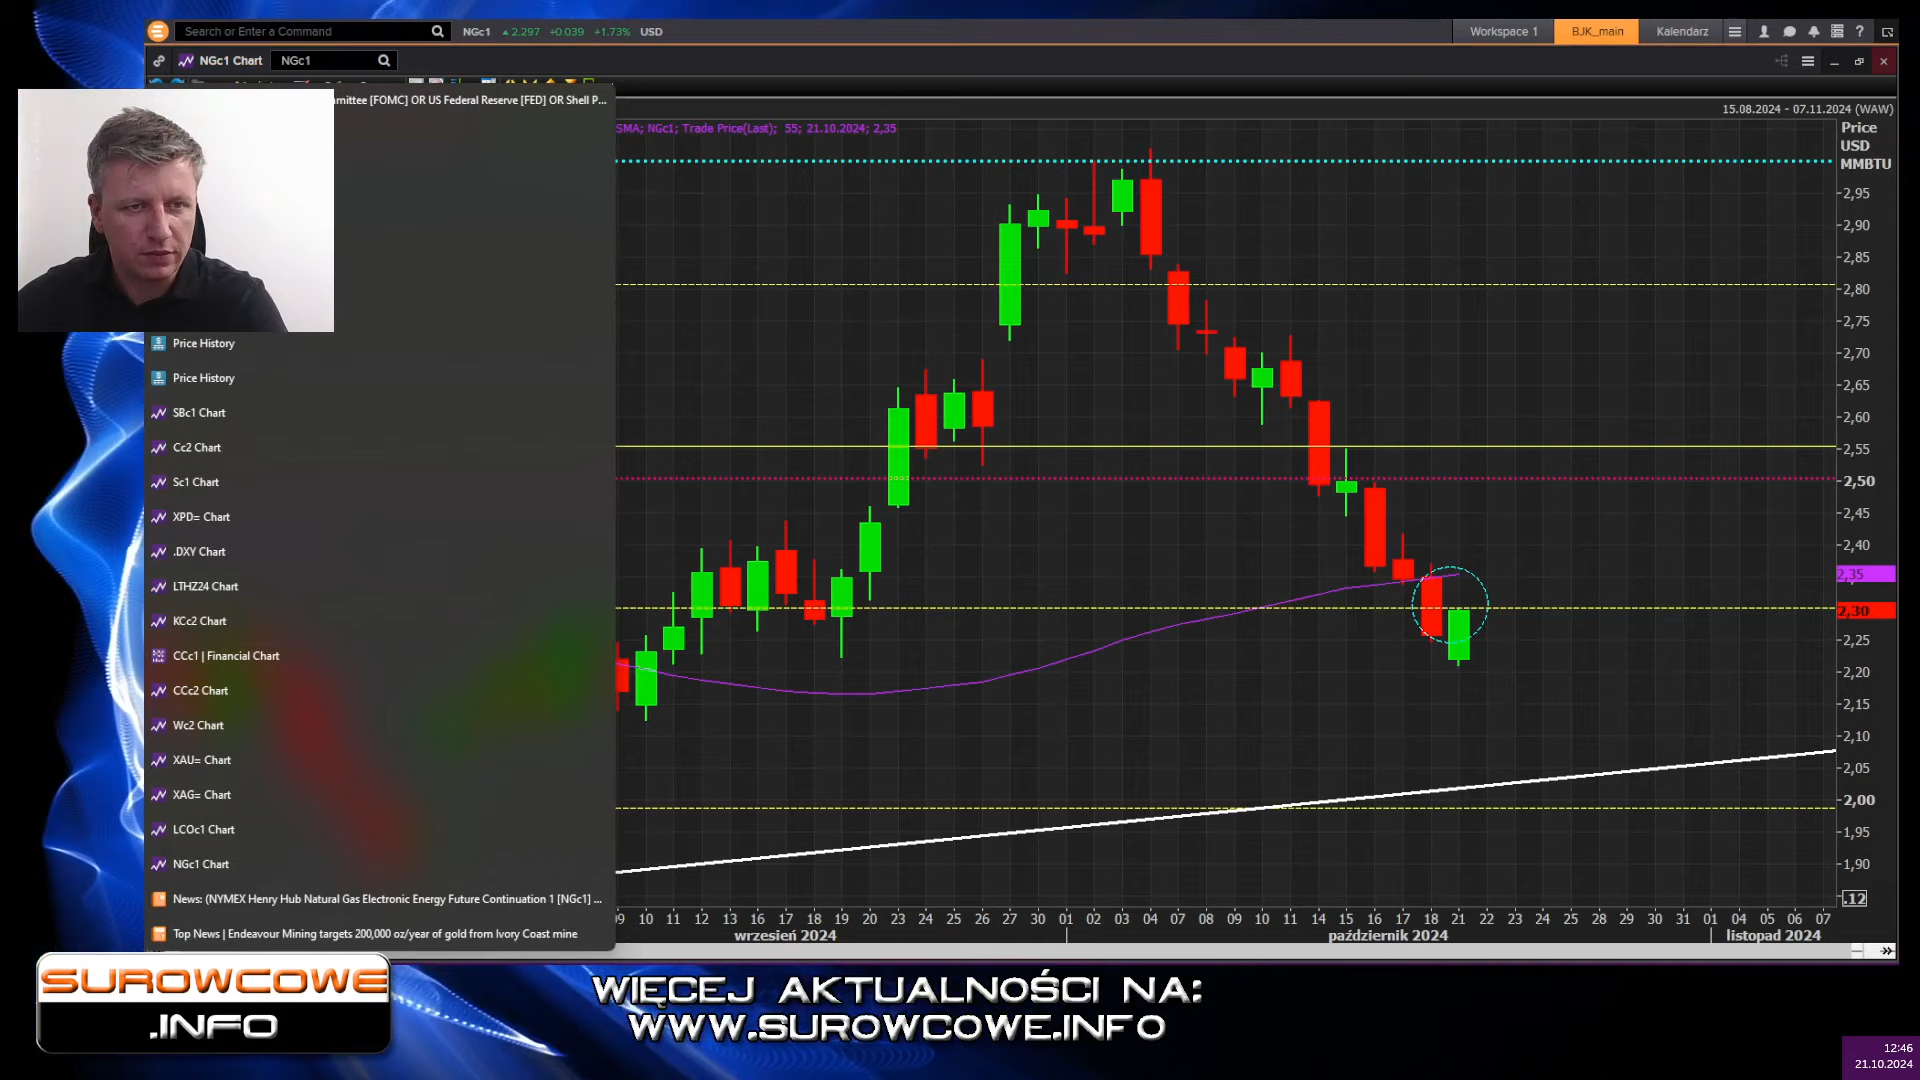 Search or Enter a Command
NGc1 2.297 +0.039 +1.73% USD
Workspace 1
BJK_main
Kalendarz
NGc1 Chart
NGc1
mittee [FOMC] OR US Federal Reserve [FED] OR Shell P...
15.08.2024 - 07.11.2024 (WAW)
SMA; NGc1; Trade Price(Last); 55; 21.10.2024; 2,35
Price
USD
MMBTU
2,95
2,90
2,85
2,80
2,75
2,70
2,65
2,60
2,55
2,50
2,45
2,40
2,35
2,30
2,25
2,20
2,15
2,10
2,05
2,00
1,95
1,90
.12
Price History
Price History
SBc1 Chart
Cc2 Chart
Sc1 Chart
XPD= Chart
.DXY Chart
LTHZ24 Chart
KCc2 Chart
CCc1 | Financial Chart
CCc2 Chart
Wc2 Chart
XAU= Chart
XAG= Chart
LCOc1 Chart
NGc1 Chart
News: (NYMEX Henry Hub Natural Gas Electronic Energy Future Continuation 1 [NGc1] ...
Top News | Endeavour Mining targets 200,000 oz/year of gold from Ivory Coast mine
09 10 11 12 13 16 17 18 19 20 23 24 25 26 27 30 01 02 03 04 07 08 09 10 11 14 15 16 17 18 21 22 23 24 25 28 29 30 31 01 04 05 06 07
wrzesień 2024
październik 2024
listopad 2024
SUROWCOWE
.INFO
WIĘCEJ AKTUALNOŚCI NA:
WWW.SUROWCOWE.INFO
12:46
21.10.2024